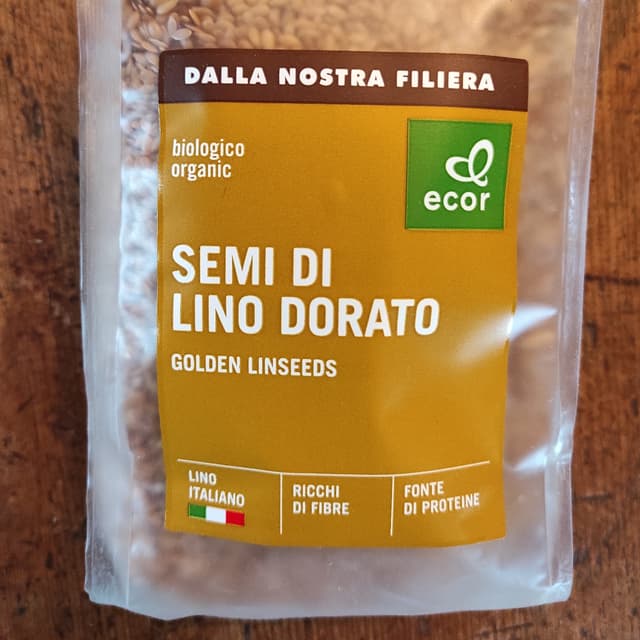 DALLA NOSTRA FILIERA
biologico
organic
ecor
SEMI DI
LINO DORATO
GOLDEN LINSEEDS
LINO
ITALIANO
RICCHI
DI FIBRE
FONTE
DI PROTEINE